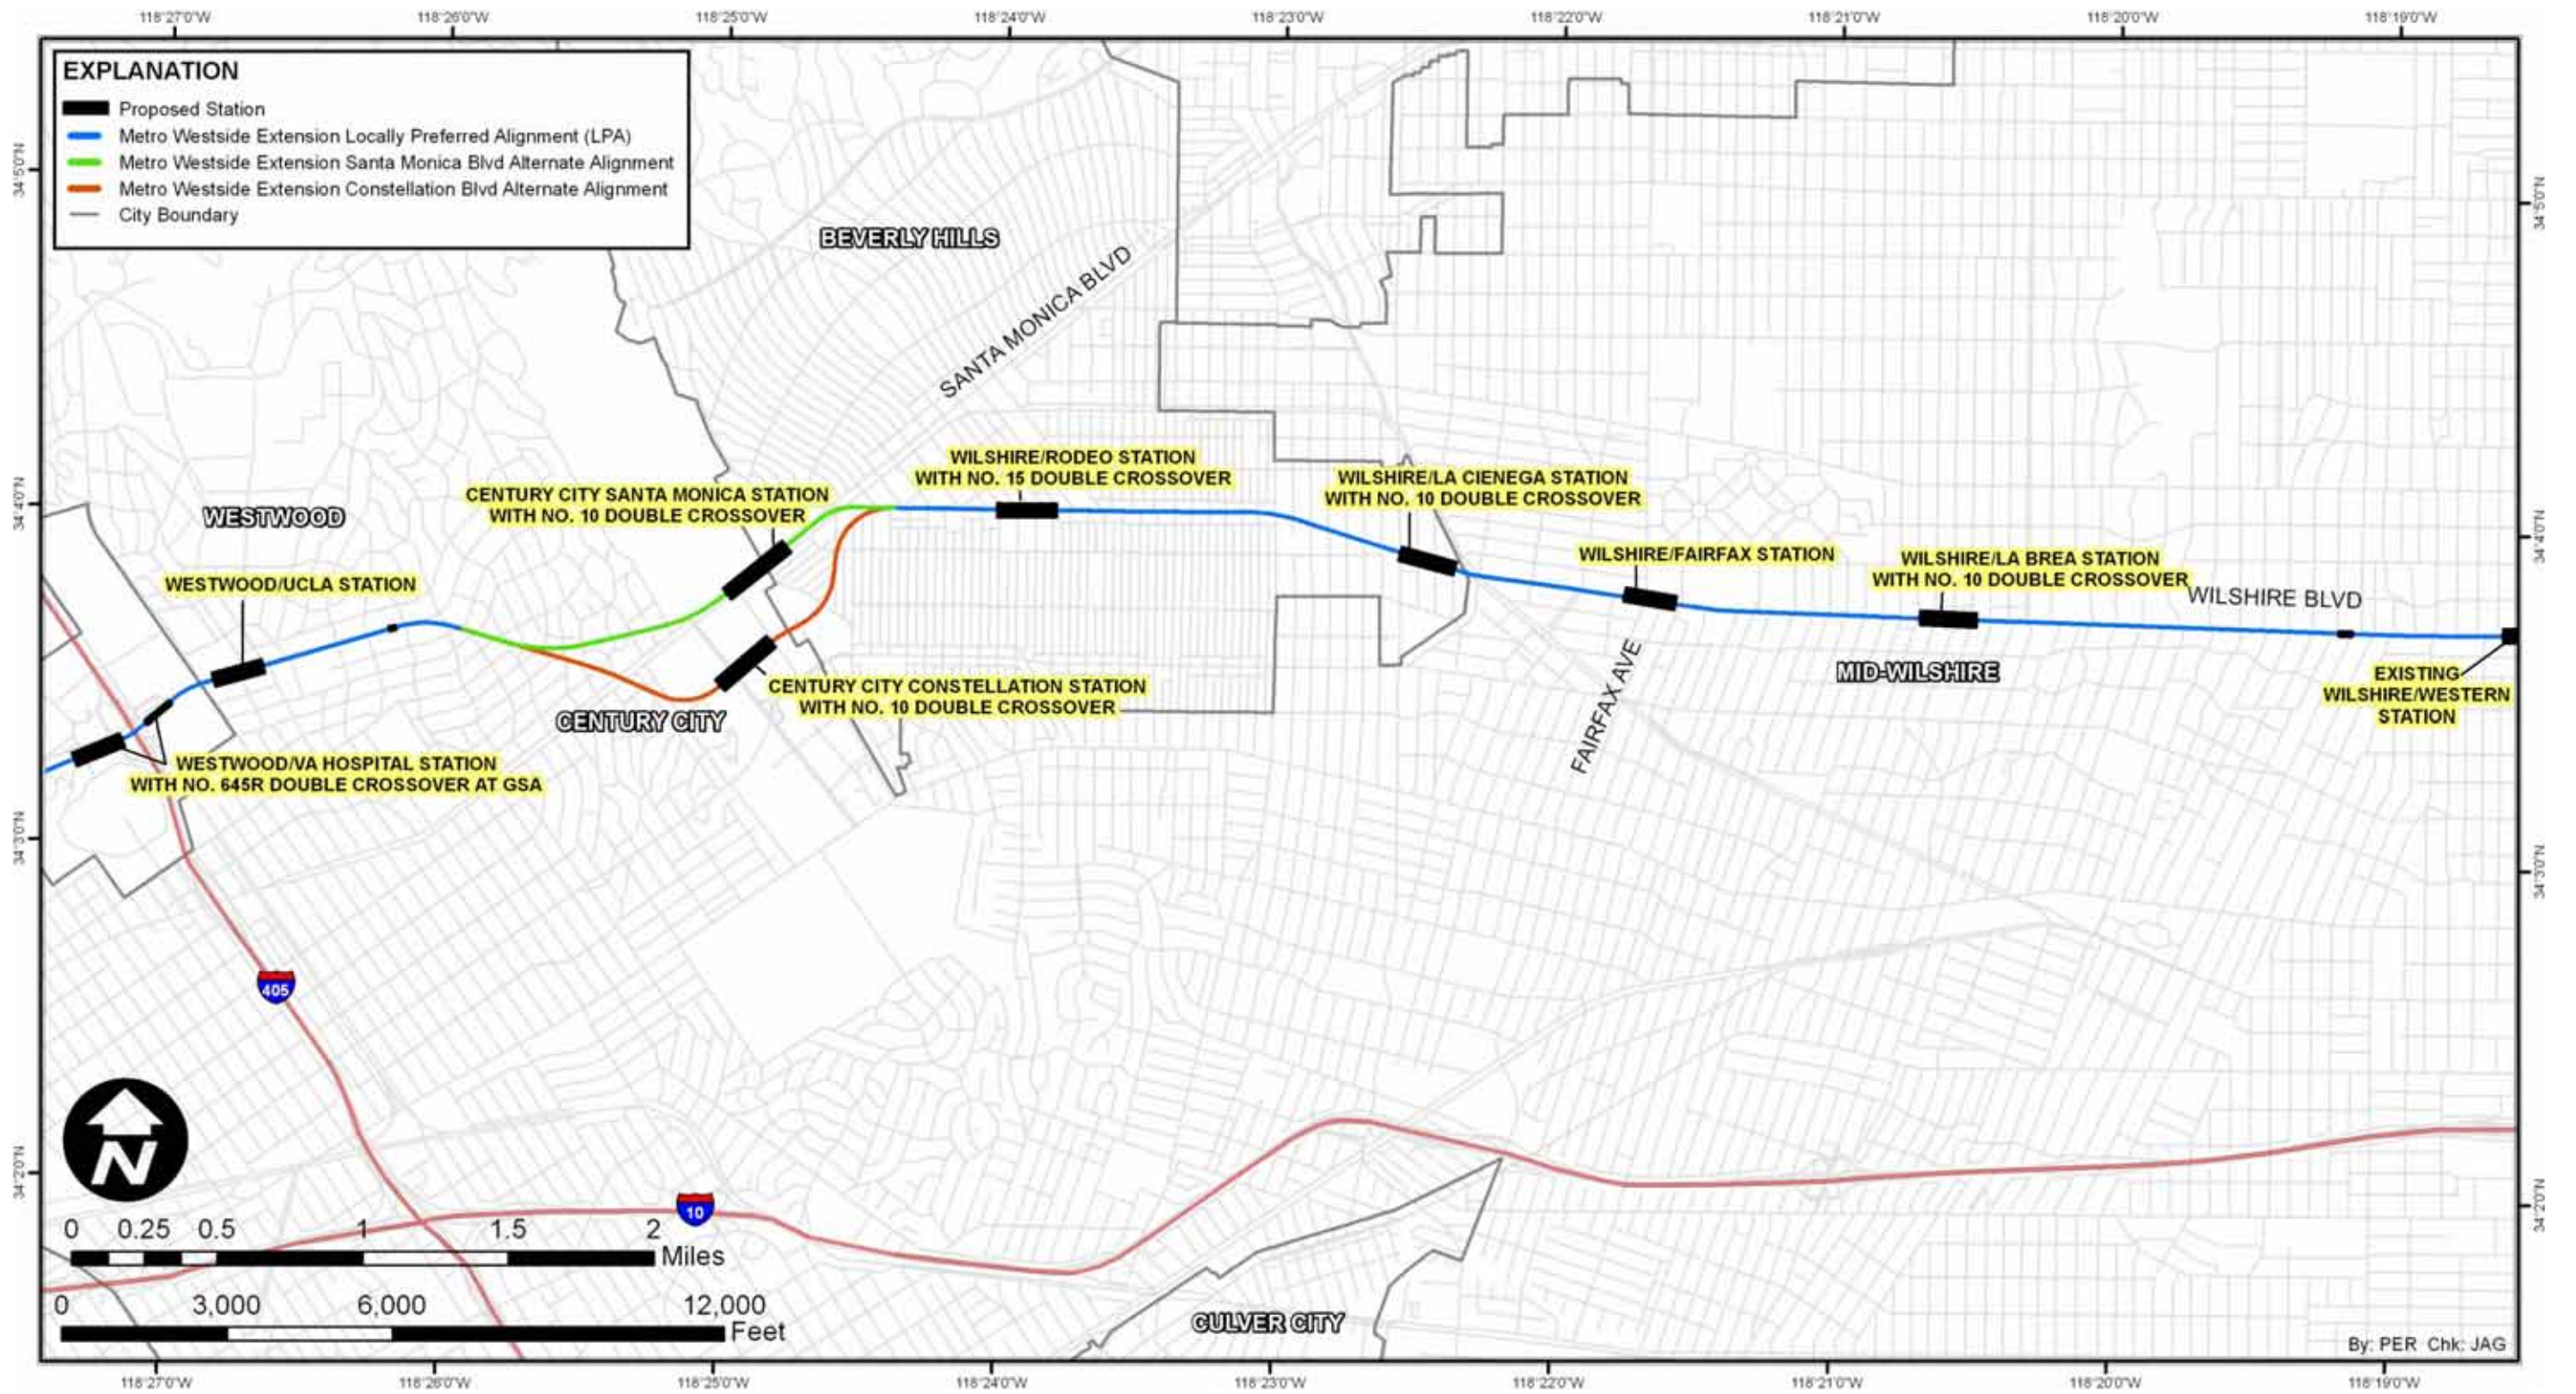 118°27'0"W 118°26'0"W 118°25'0"W 118°24'0"W 118°23'0"W 118°22'0"W 118°21'0"W 118°20'0"W 118°19'0"W
EXPLANATION
Proposed Station
Metro Westside Extension Locally Preferred Alignment (LPA)
Metro Westside Extension Santa Monica Blvd Alternate Alignment
Metro Westside Extension Constellation Blvd Alternate Alignment
City Boundary
34°5'0"N
34°5'0"N
BEVERLY HILLS
SANTA MONICA BLVD
WILSHIRE/RODEO STATION
WITH NO. 15 DOUBLE CROSSOVER
WILSHIRE/LA CIENEGA STATION
WITH NO. 10 DOUBLE CROSSOVER
CENTURY CITY SANTA MONICA STATION
WITH NO. 10 DOUBLE CROSSOVER
34°4'0"N
34°4'0"N
WESTWOOD
WESTWOOD/UCLA STATION
WILSHIRE/FAIRFAX STATION
WILSHIRE/LA BREA STATION
WITH NO. 10 DOUBLE CROSSOVER
WILSHIRE BLVD
FAIRFAX AVE
MID-WILSHIRE
EXISTING
WILSHIRE/WESTERN
STATION
CENTURY CITY CONSTELLATION STATION
WITH NO. 10 DOUBLE CROSSOVER
CENTURY CITY
WESTWOOD/VA HOSPITAL STATION
WITH NO. 645R DOUBLE CROSSOVER AT GSA
34°3'0"N
34°3'0"N
405
N
34°2'0"N
34°2'0"N
10
0 0.25 0.5 1 1.5 2
Miles
0 3,000 6,000 12,000
Feet
CULVER CITY
By: PER Chk: JAG
118°27'0"W 118°26'0"W 118°25'0"W 118°24'0"W 118°23'0"W 118°22'0"W 118°21'0"W 118°20'0"W 118°19'0"W